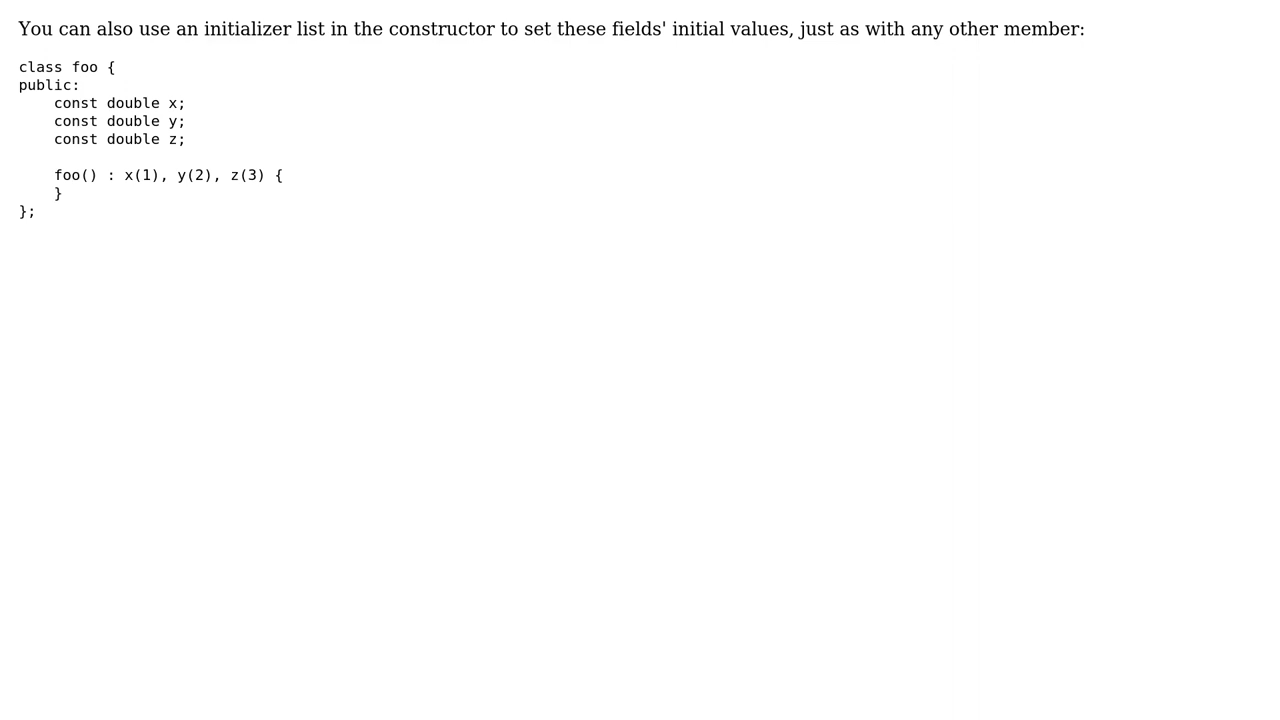 You can also use an initializer list in the constructor to set these fields' initial values, just as with any other member:
class foo {
public:
    const double x;
    const double y;
    const double z;

    foo() : x(1), y(2), z(3) {
    }
};